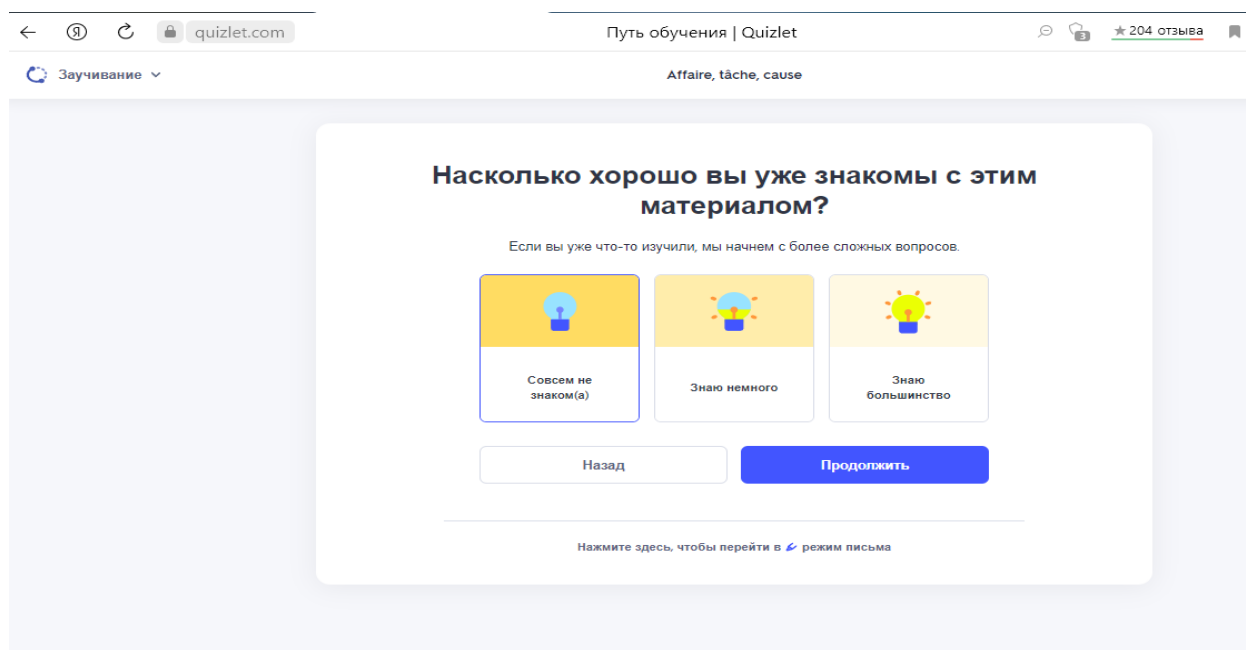 Я quizlet.com Путь обучения | Quizlet 3 ★ 204 отзыва
Заучивание Affaire, tâche, cause
Насколько хорошо вы уже знакомы с этим
материалом?
Если вы уже что-то изучили, мы начнем с более сложных вопросов.
Совсем не
знаком(а)
Знаю немного
Знаю
большинство
Назад Продолжить
Нажмите здесь, чтобы перейти в режим письма